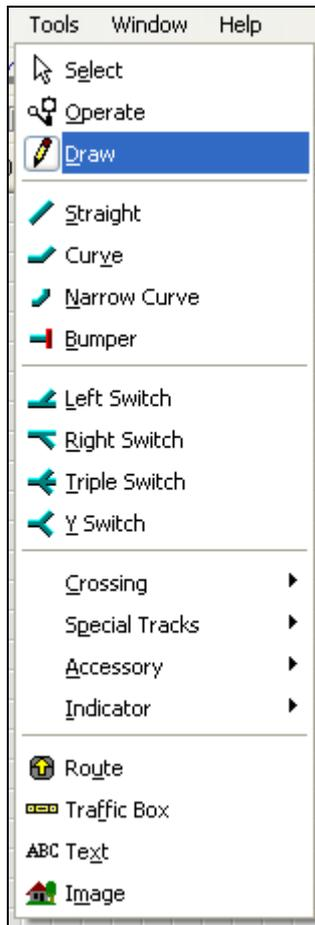 Tools Window Help
Select
Operate
Draw
Straight
Curve
Narrow Curve
Bumper
Left Switch
Right Switch
Triple Switch
Y Switch
Crossing
Special Tracks
Accessory
Indicator
Route
Traffic Box
ABC Text
Image